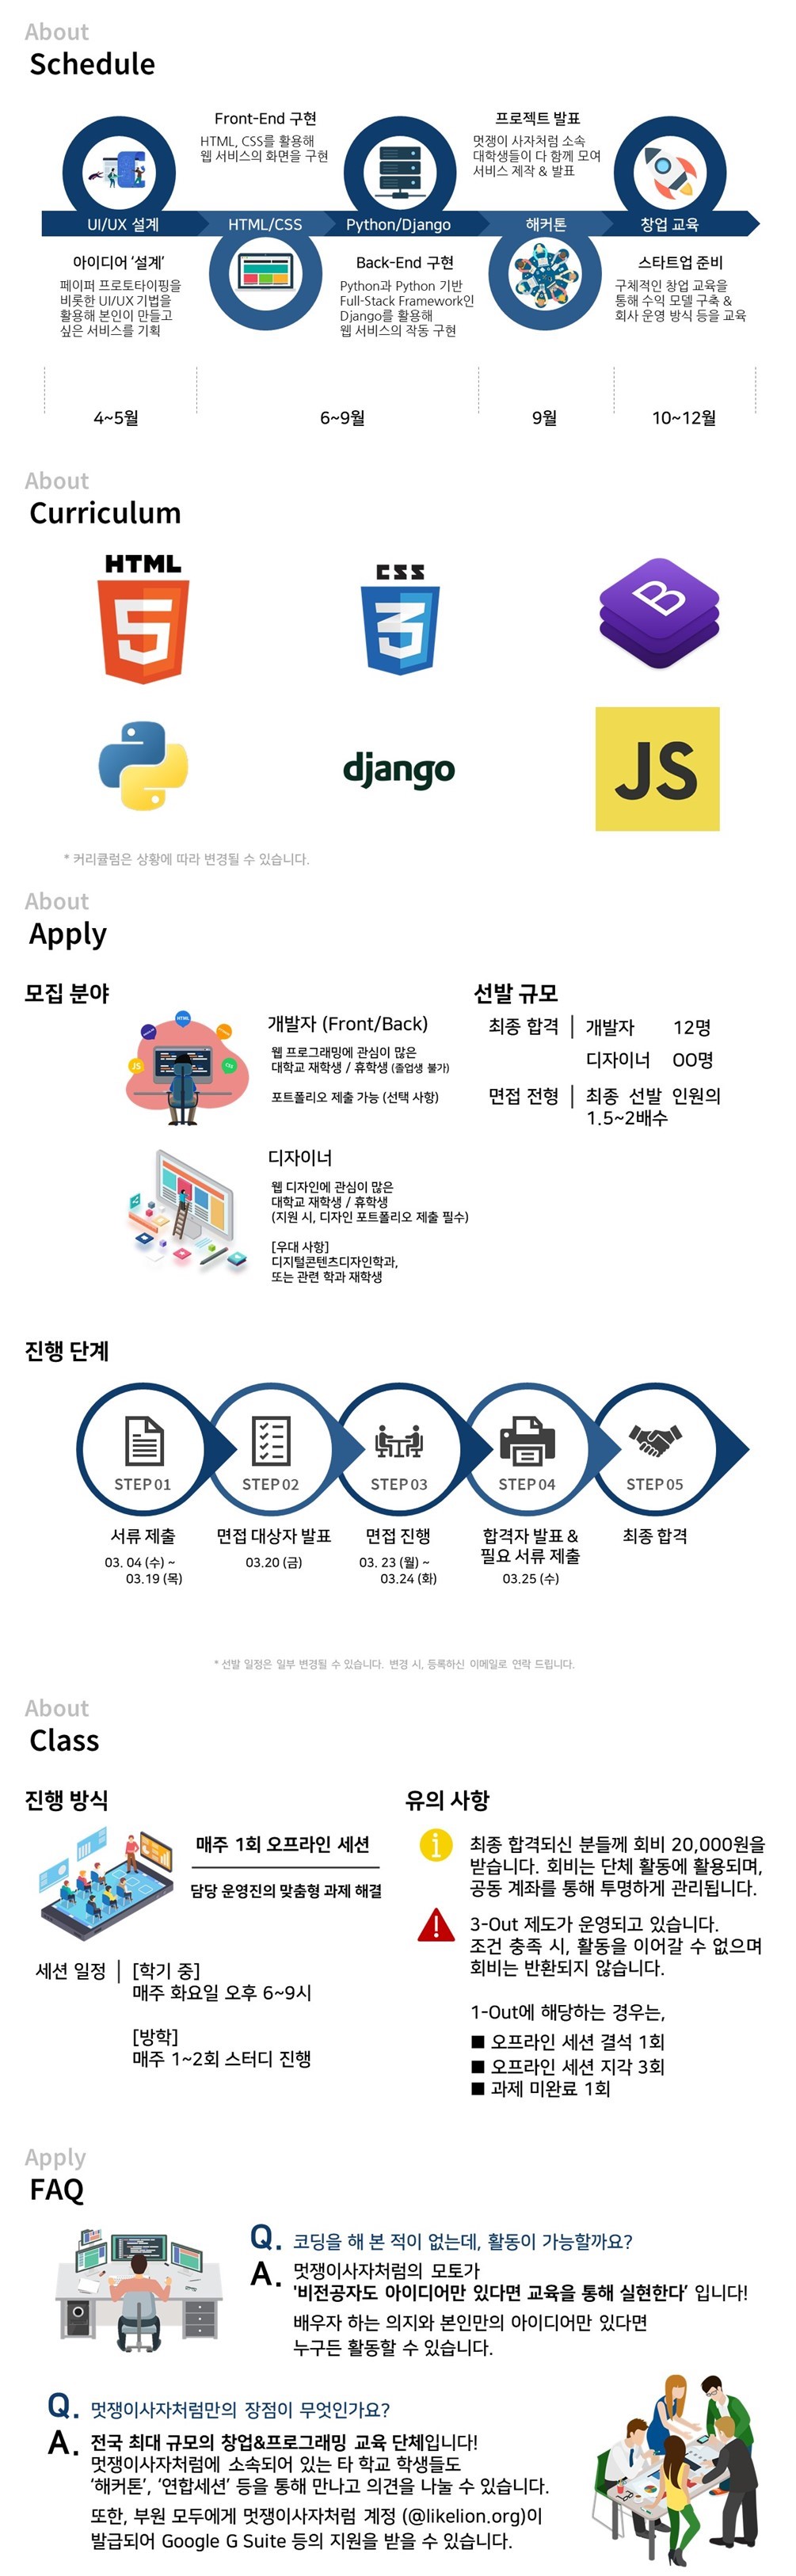 About
Schedule
Front-End 구현
HTML, CSS를 활용해
웹 서비스의 화면을 구현
프로젝트 발표
멋쟁이 사자처럼 소속
대학생들이 다 함께 모여
서비스 제작 & 발표
UI/UX 설계
HTML/CSS
Python/Django
해커톤
창업 교육
아이디어 ‘설계’
페이퍼 프로토타이핑을
비롯한 UI/UX 기법을
활용해 본인이 만들고
싶은 서비스를 기획
Back-End 구현
Python과 Python 기반
Full-Stack Framework인
Django를 활용해
웹 서비스의 작동 구현
스타트업 준비
구체적인 창업 교육을
통해 수익 모델 구축 &
회사 운영 방식 등을 교육
4~5월
6~9월
9월
10~12월
About
Curriculum
HTML
5
CSS
3
B
django
JS
* 커리큘럼은 상황에 따라 변경될 수 있습니다.
About
Apply
모집 분야
HTML
JS
CSS
개발자 (Front/Back)
웹 프로그래밍에 관심이 많은
대학교 재학생 / 휴학생 (졸업생 불가)
포트폴리오 제출 가능 (선택 사항)
디자이너
웹 디자인에 관심이 많은
대학교 재학생 / 휴학생
(지원 시, 디자인 포트폴리오 제출 필수)
[우대 사항]
디지털콘텐츠디자인학과,
또는 관련 학과 재학생
선발 규모
최종 합격 | 개발자 12명
디자이너 OO명
면접 전형 | 최종 선발 인원의
1.5~2배수
진행 단계
STEP 01
STEP 02
STEP 03
STEP 04
STEP 05
서류 제출
03. 04 (수) ~
03.19 (목)
면접 대상자 발표
03.20 (금)
면접 진행
03. 23 (월) ~
03.24 (화)
합격자 발표 &
필요 서류 제출
03.25 (수)
최종 합격
* 선발 일정은 일부 변경될 수 있습니다. 변경 시, 등록하신 이메일로 연락 드립니다.
About
Class
진행 방식
매주 1회 오프라인 세션
담당 운영진의 맞춤형 과제 해결
세션 일정 | [학기 중]
매주 화요일 오후 6~9시
[방학]
매주 1~2회 스터디 진행
유의 사항
최종 합격되신 분들께 회비 20,000원을
받습니다. 회비는 단체 활동에 활용되며,
공동 계좌를 통해 투명하게 관리됩니다.
3-Out 제도가 운영되고 있습니다.
조건 충족 시, 활동을 이어갈 수 없으며
회비는 반환되지 않습니다.
1-Out에 해당하는 경우는,
■ 오프라인 세션 결석 1회
■ 오프라인 세션 지각 3회
■ 과제 미완료 1회
Apply
FAQ
Q. 코딩을 해 본 적이 없는데, 활동이 가능할까요?
A. 멋쟁이사자처럼의 모토가
'비전공자도 아이디어만 있다면 교육을 통해 실현한다’ 입니다!
배우자 하는 의지와 본인만의 아이디어만 있다면
누구든 활동할 수 있습니다.
Q. 멋쟁이사자처럼만의 장점이 무엇인가요?
A. 전국 최대 규모의 창업&프로그래밍 교육 단체입니다!
멋쟁이사자처럼에 소속되어 있는 타 학교 학생들도
‘해커톤’, ‘연합세션’ 등을 통해 만나고 의견을 나눌 수 있습니다.
또한, 부원 모두에게 멋쟁이사자처럼 계정 (@likelion.org)이
발급되어 Google G Suite 등의 지원을 받을 수 있습니다.